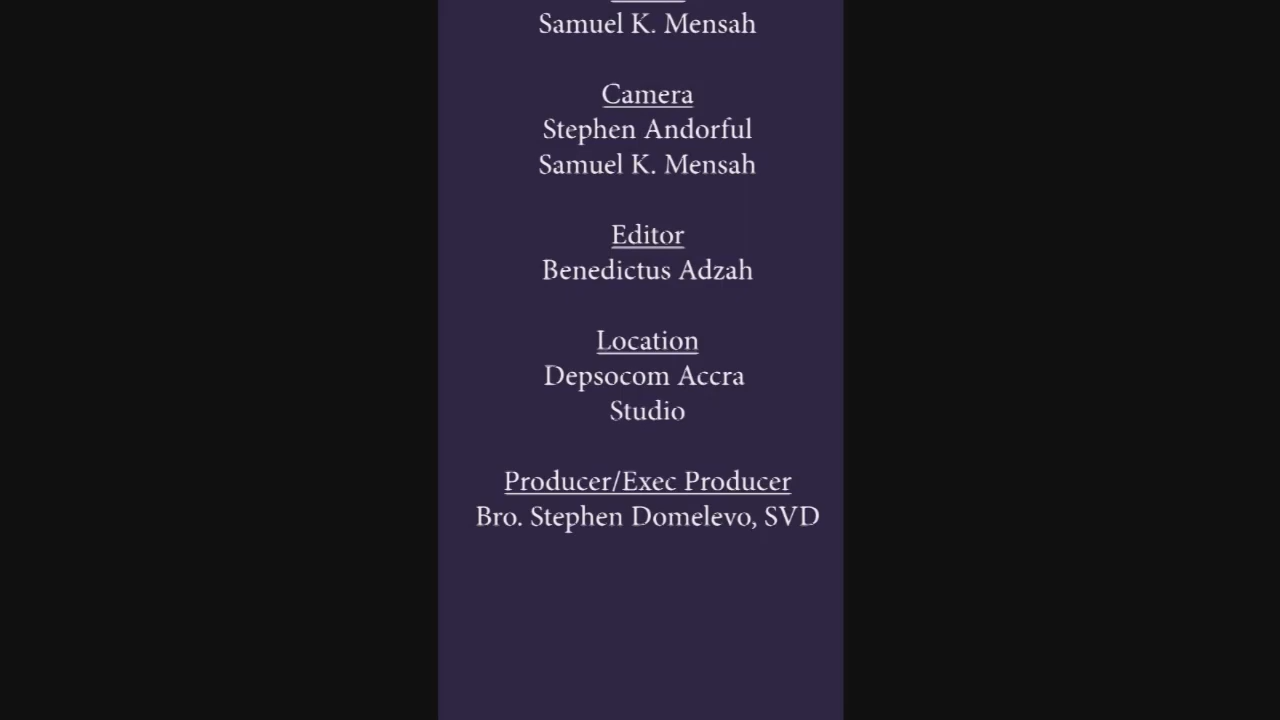 Samuel K. Mensah
Camera
Stephen Andorful
Samuel K. Mensah
Editor
Benedictus Adzah
Location
Depsocom Accra
Studio
Producer/Exec Producer
Bro. Stephen Domelevo, SVD